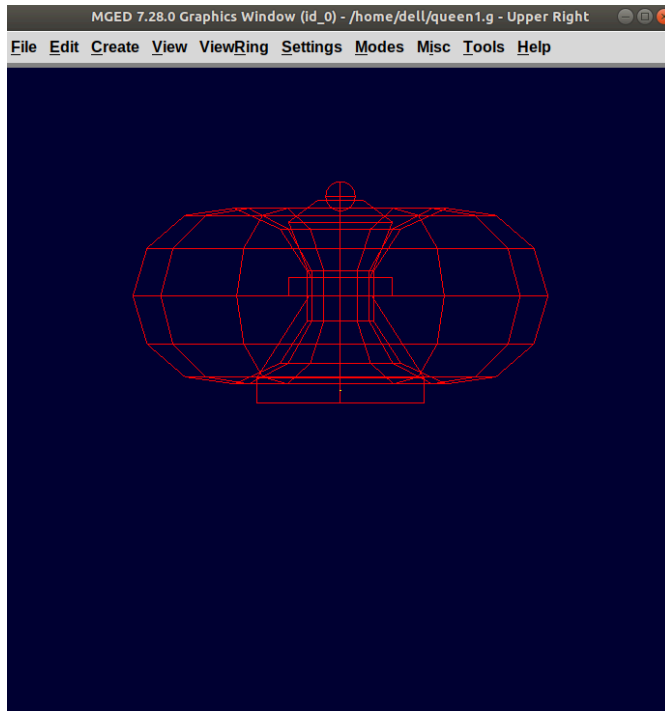 MGED 7.28.0 Graphics Window (id_0) - /home/dell/queen1.g - Upper Right
File Edit Create View ViewRing Settings Modes Misc Tools Help